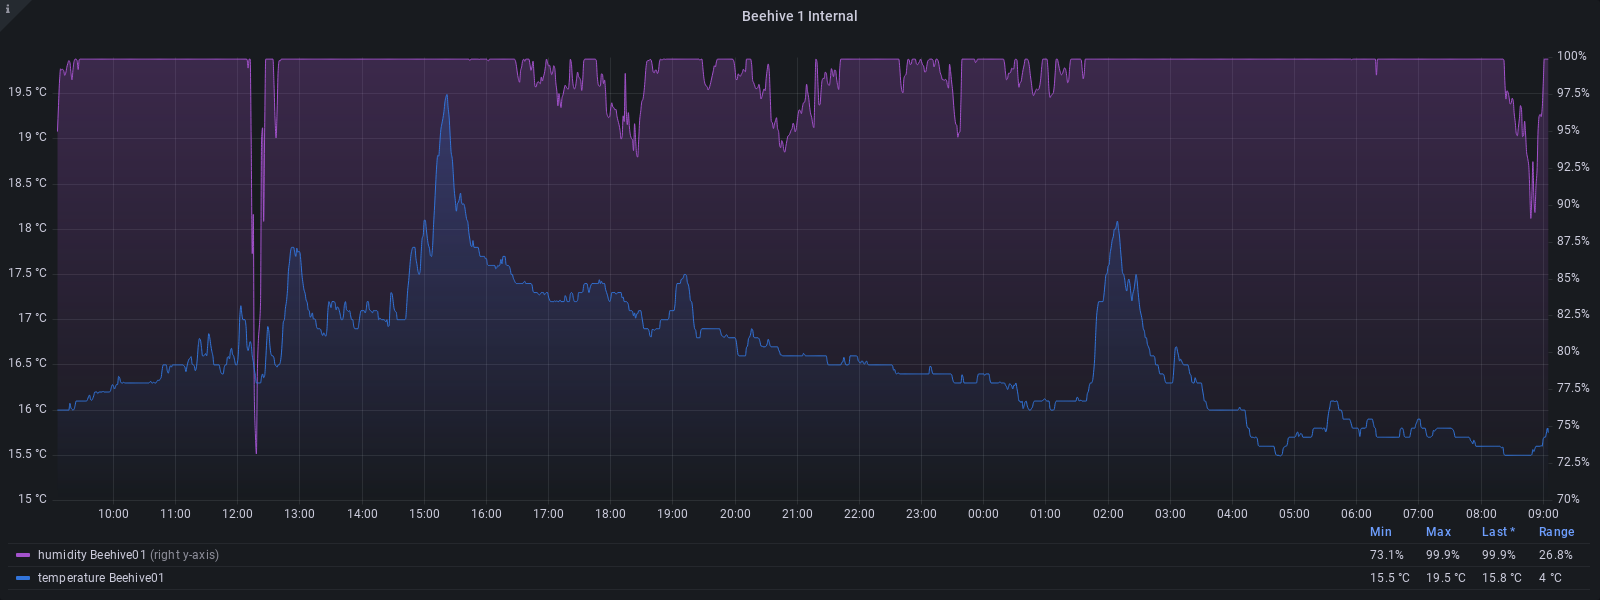 i
Beehive 1 Internal
100%
19.5 °C 97.5%
19 °C 95%
18.5 °C 92.5%
18 °C 90%
17.5 °C 87.5%
17 °C 85%
16.5 °C 82.5%
16 °C 80%
15.5 °C 77.5%
15 °C 75%
72.5%
70%
10:00 11:00 12:00 13:00 14:00 15:00 16:00 17:00 18:00 19:00 20:00 21:00 22:00 23:00 00:00 01:00 02:00 03:00 04:00 05:00 06:00 07:00 08:00 09:00
Min Max Last * Range
humidity Beehive01 (right y-axis) 73.1% 99.9% 99.9% 26.8%
temperature Beehive01 15.5 °C 19.5 °C 15.8 °C 4 °C